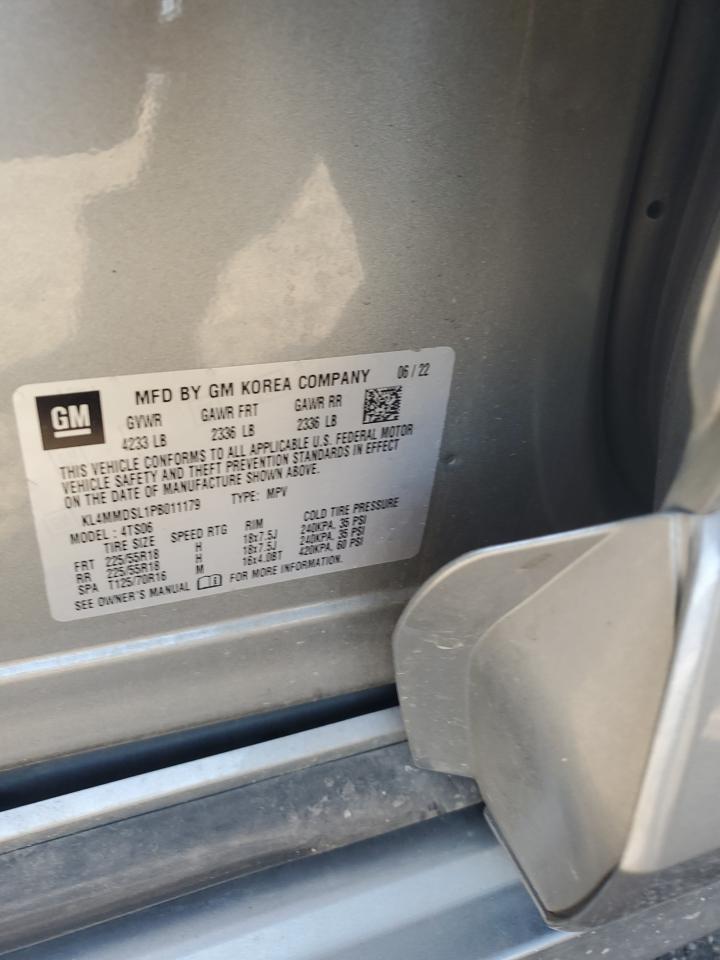 GM
MFD BY GM KOREA COMPANY 06 / 22
GVWR GAWR FRT GAWR RR
4233 LB 2336 LB 2336 LB
THIS VEHICLE CONFORMS TO ALL APPLICABLE U.S. FEDERAL MOTOR
VEHICLE SAFETY AND THEFT PREVENTION STANDARDS IN EFFECT
ON THE DATE OF MANUFACTURE SHOWN ABOVE.
KL4MMDSL1PB011179 TYPE: MPV
MODEL : 4TS06
TIRE SIZE SPEED RTG RIM COLD TIRE PRESSURE
FRT 225/55R18 H 18x7.5J 240KPA, 35 PSI
RR 225/55R18 H 18x7.5J 240KPA, 35 PSI
SPA T125/70R16 M 16x4.0BT 420KPA, 60 PSI
SEE OWNER'S MANUAL FOR MORE INFORMATION.